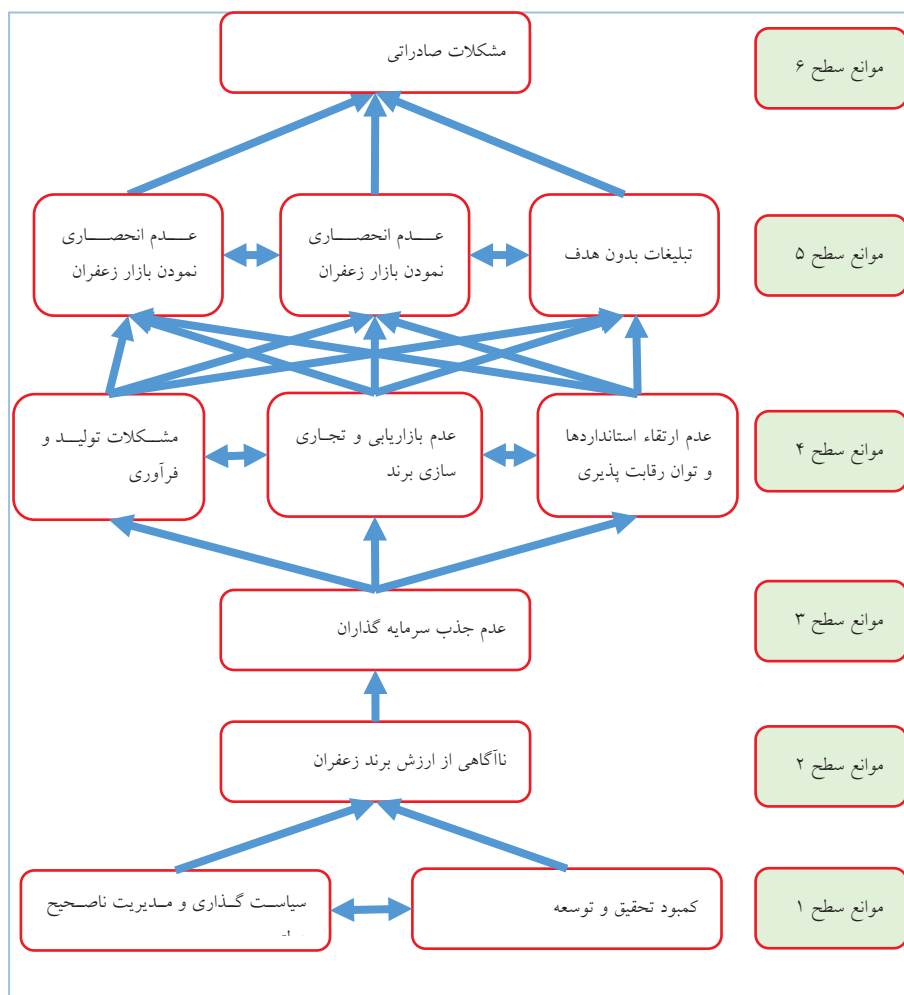 مشکلات صادراتی
موانع سطح ۶
عدم انحصاری
نمودن بازار زعفران
عدم انحصاری
نمودن بازار زعفران
تبلیغات بدون هدف
موانع سطح ۵
مشکلات تولید و
فرآوری
عدم بازاریابی و تجاری
سازی برند
عدم ارتقاء استانداردها
و توان رقابت پذیری
موانع سطح ۴
عدم جذب سرمایه گذاران
موانع سطح ۳
ناآگاهی از ارزش برند زعفران
موانع سطح ۲
سیاست گذاری و مدیریت ناصحیح
کمبود تحقیق و توسعه
موانع سطح ۱